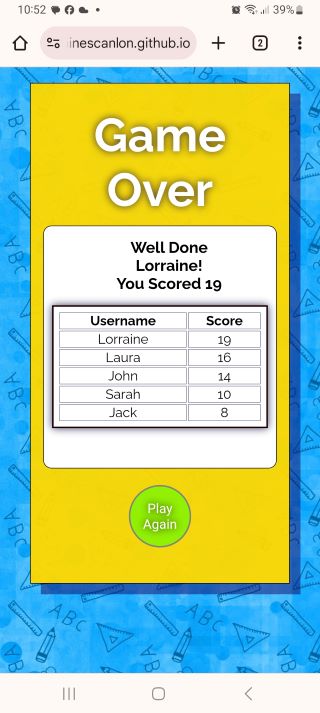 10:52 39%
inescanlon.github.io 2
Game
Over
Well Done
Lorraine!
You Scored 19
Username Score
Lorraine 19
Laura 16
John 14
Sarah 10
Jack 8
Play
Again
ABC